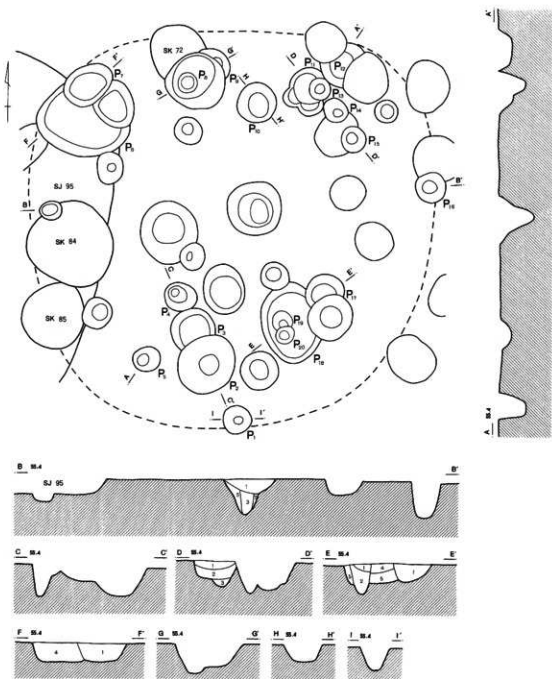 SK 72
G'
A'
D
P₁₁
P₁₂
F'
P₇
P₈
P₉
H
P₁₃
G
P₁₄
P₁₀
H'
P₁₅
D'
F
P₆
SJ 95
B'
P₁₆
B
SK 84
C'
E'
P₄
P₁₇
SK 85
P₃
P₁₉
P₂₀
E
P₁₈
A
P₅
P₂
C
I
I'
P₁
A'
55.4
A
B 55.4
B'
SJ 95
1
2
3
C 55.4
C'
D 55.4
D'
E 55.4
E'
1
2
3
1
4
5
2
1
F 55.4
F'
G 55.4
G'
H 55.4
H'
I 55.4
I'
4
1